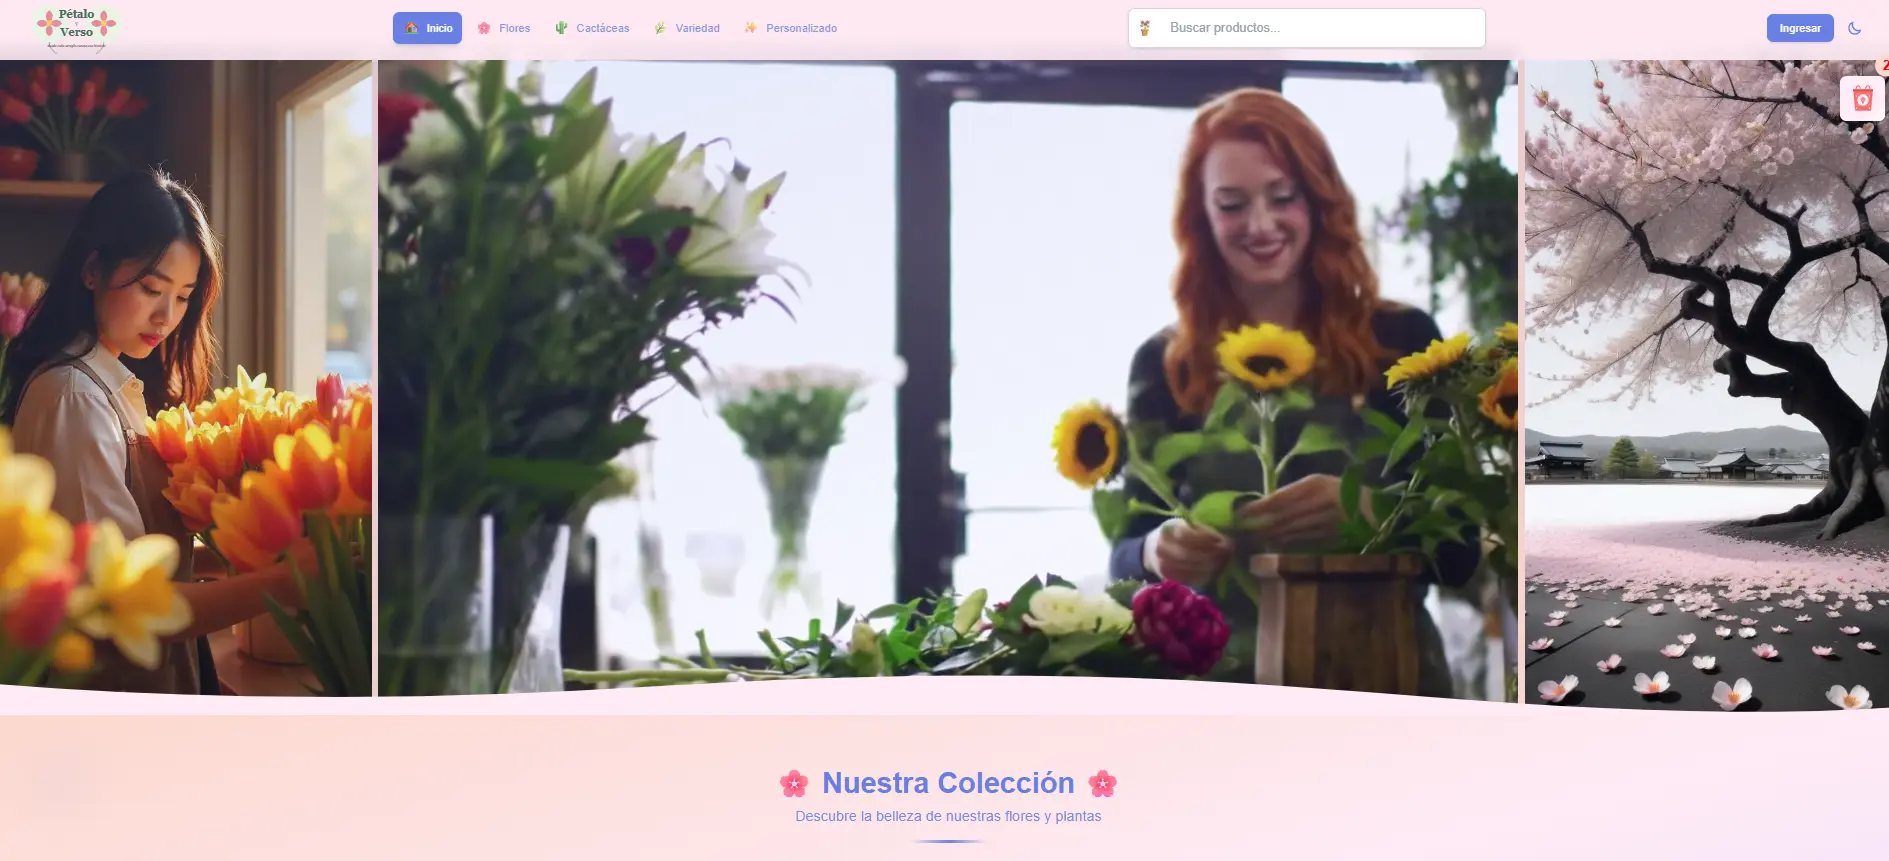 Pétalo
Y
Verso
Inicio
Flores
Cactáceas
Variedad
Personalizado
Buscar productos...
Ingresar
2
Nuestra Colección
Descubre la belleza de nuestras flores y plantas